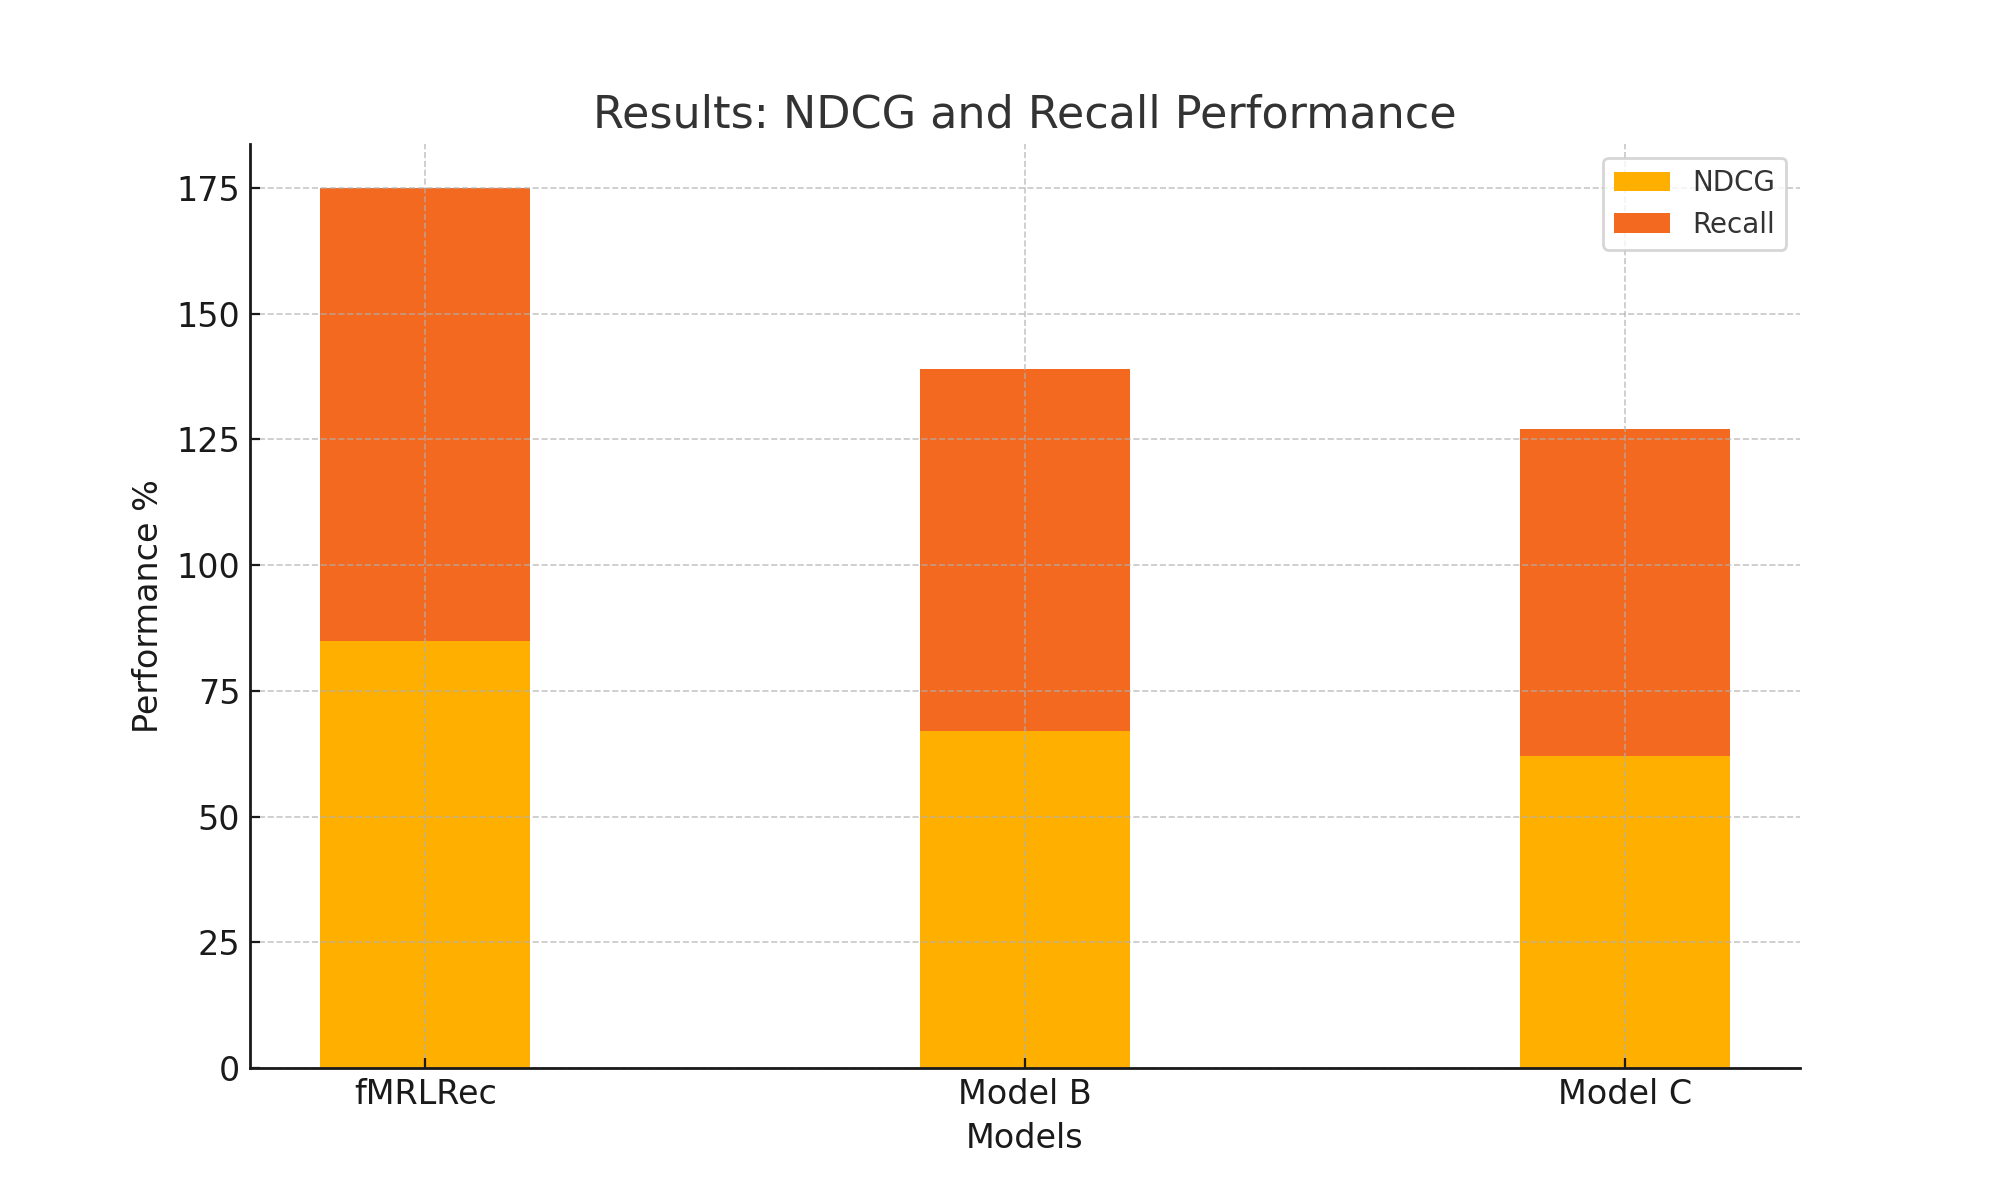 Results: NDCG and Recall Performance
NDCG
Recall
Performance %
175
150
125
100
75
50
25
0
fMRLRec
Model B
Model C
Models